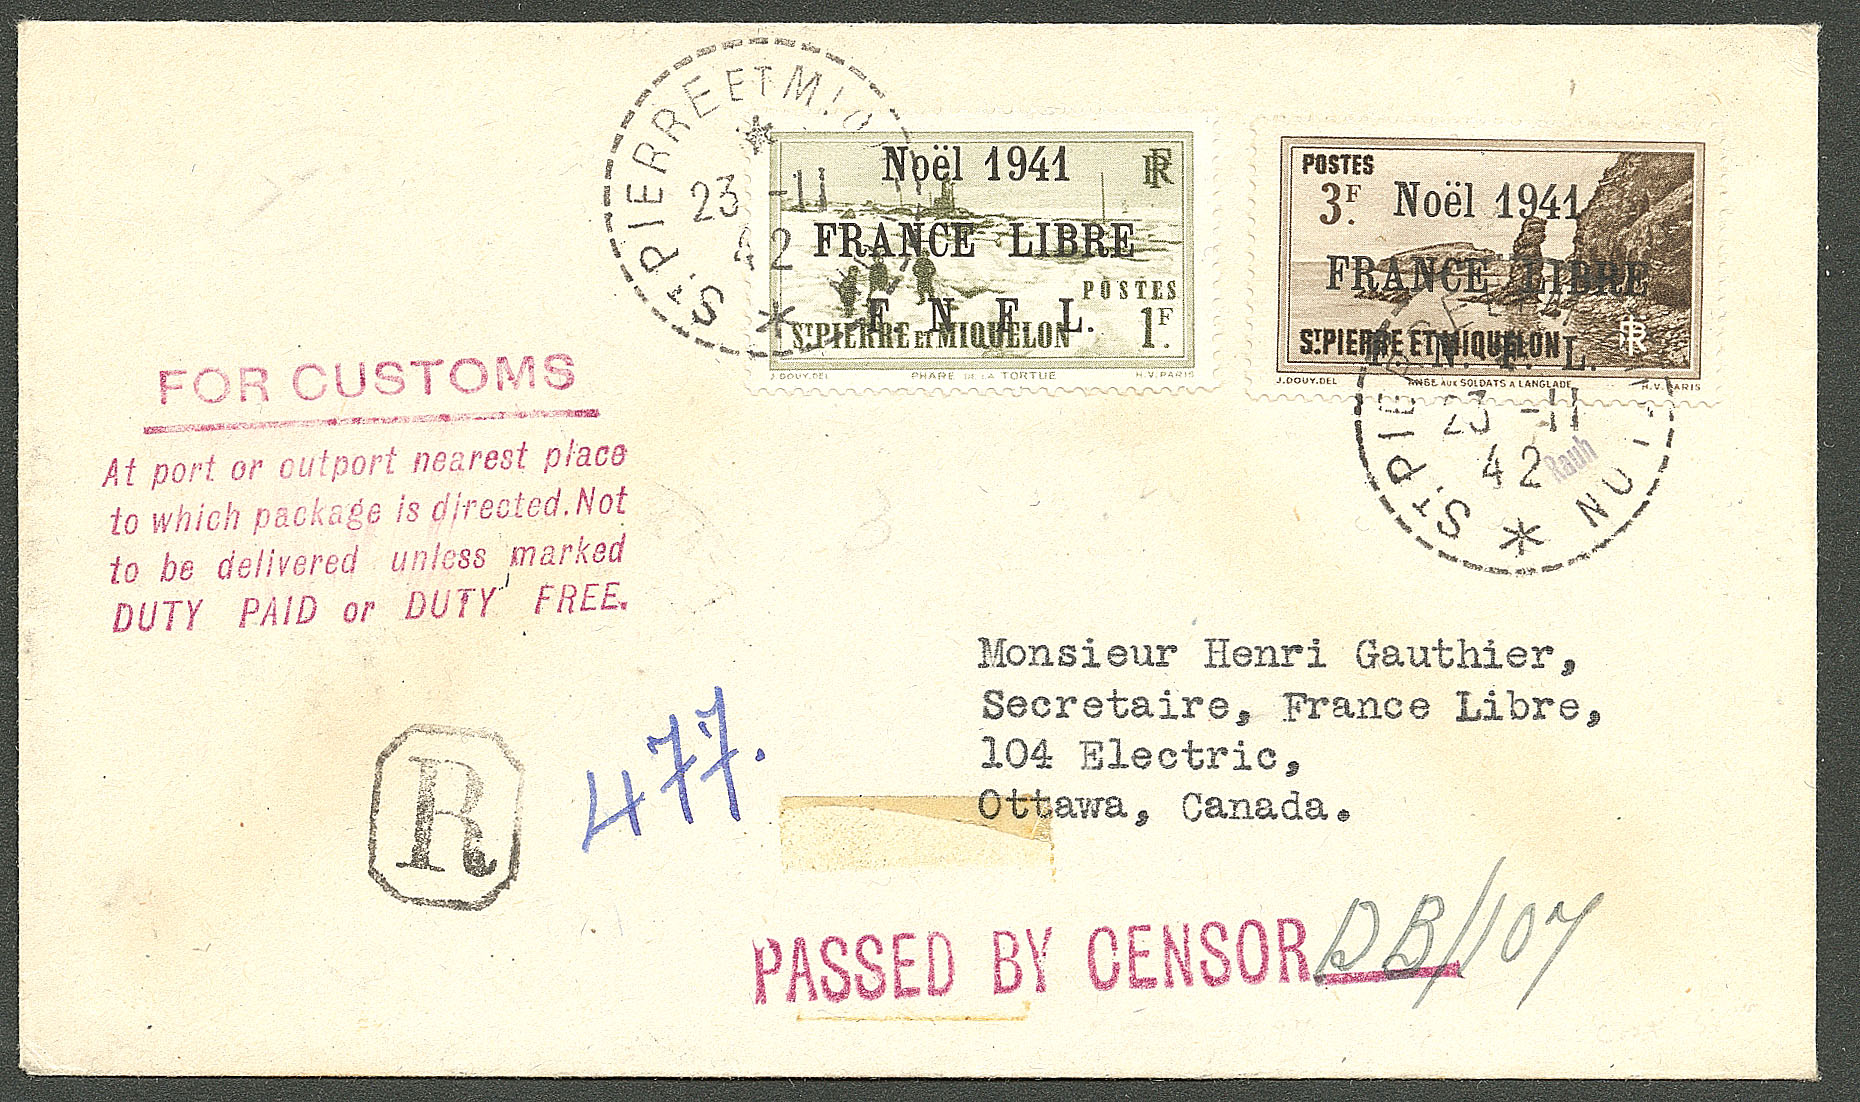 St PIERRE ET MIQ
23 -11
42
Noël 1941
RF
FRANCE LIBRE
POSTES
F. N. F. L.
1F.
ST PIERRE ET MIQUELON
J. DOUY. DEL
PHARE DE LA TORTUE
H. V. PARIS
POSTES
3F.
Noël 1941
FRANCE LIBRE
ST PIERRE ET MIQUELON
RF
N. F. L.
J. DOUY. DEL
ANSE AUX SOLDATS A LANGLADE
H. V. PARIS
St PIE
23 -11
42
Rauh
FOR CUSTOMS
At port or outport nearest place
to which package is directed. Not
to be delivered unless marked
DUTY PAID or DUTY FREE.
R
477.
Monsieur Henri Gauthier,
Secretaire, France Libre,
104 Electric,
Ottawa, Canada.
PASSED BY CENSOR DB/107